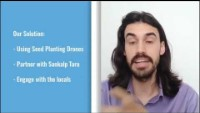 Our Solution:
- Using Seed Planting Drones
- Partner with Sankalp Taru
- Engage with the locals